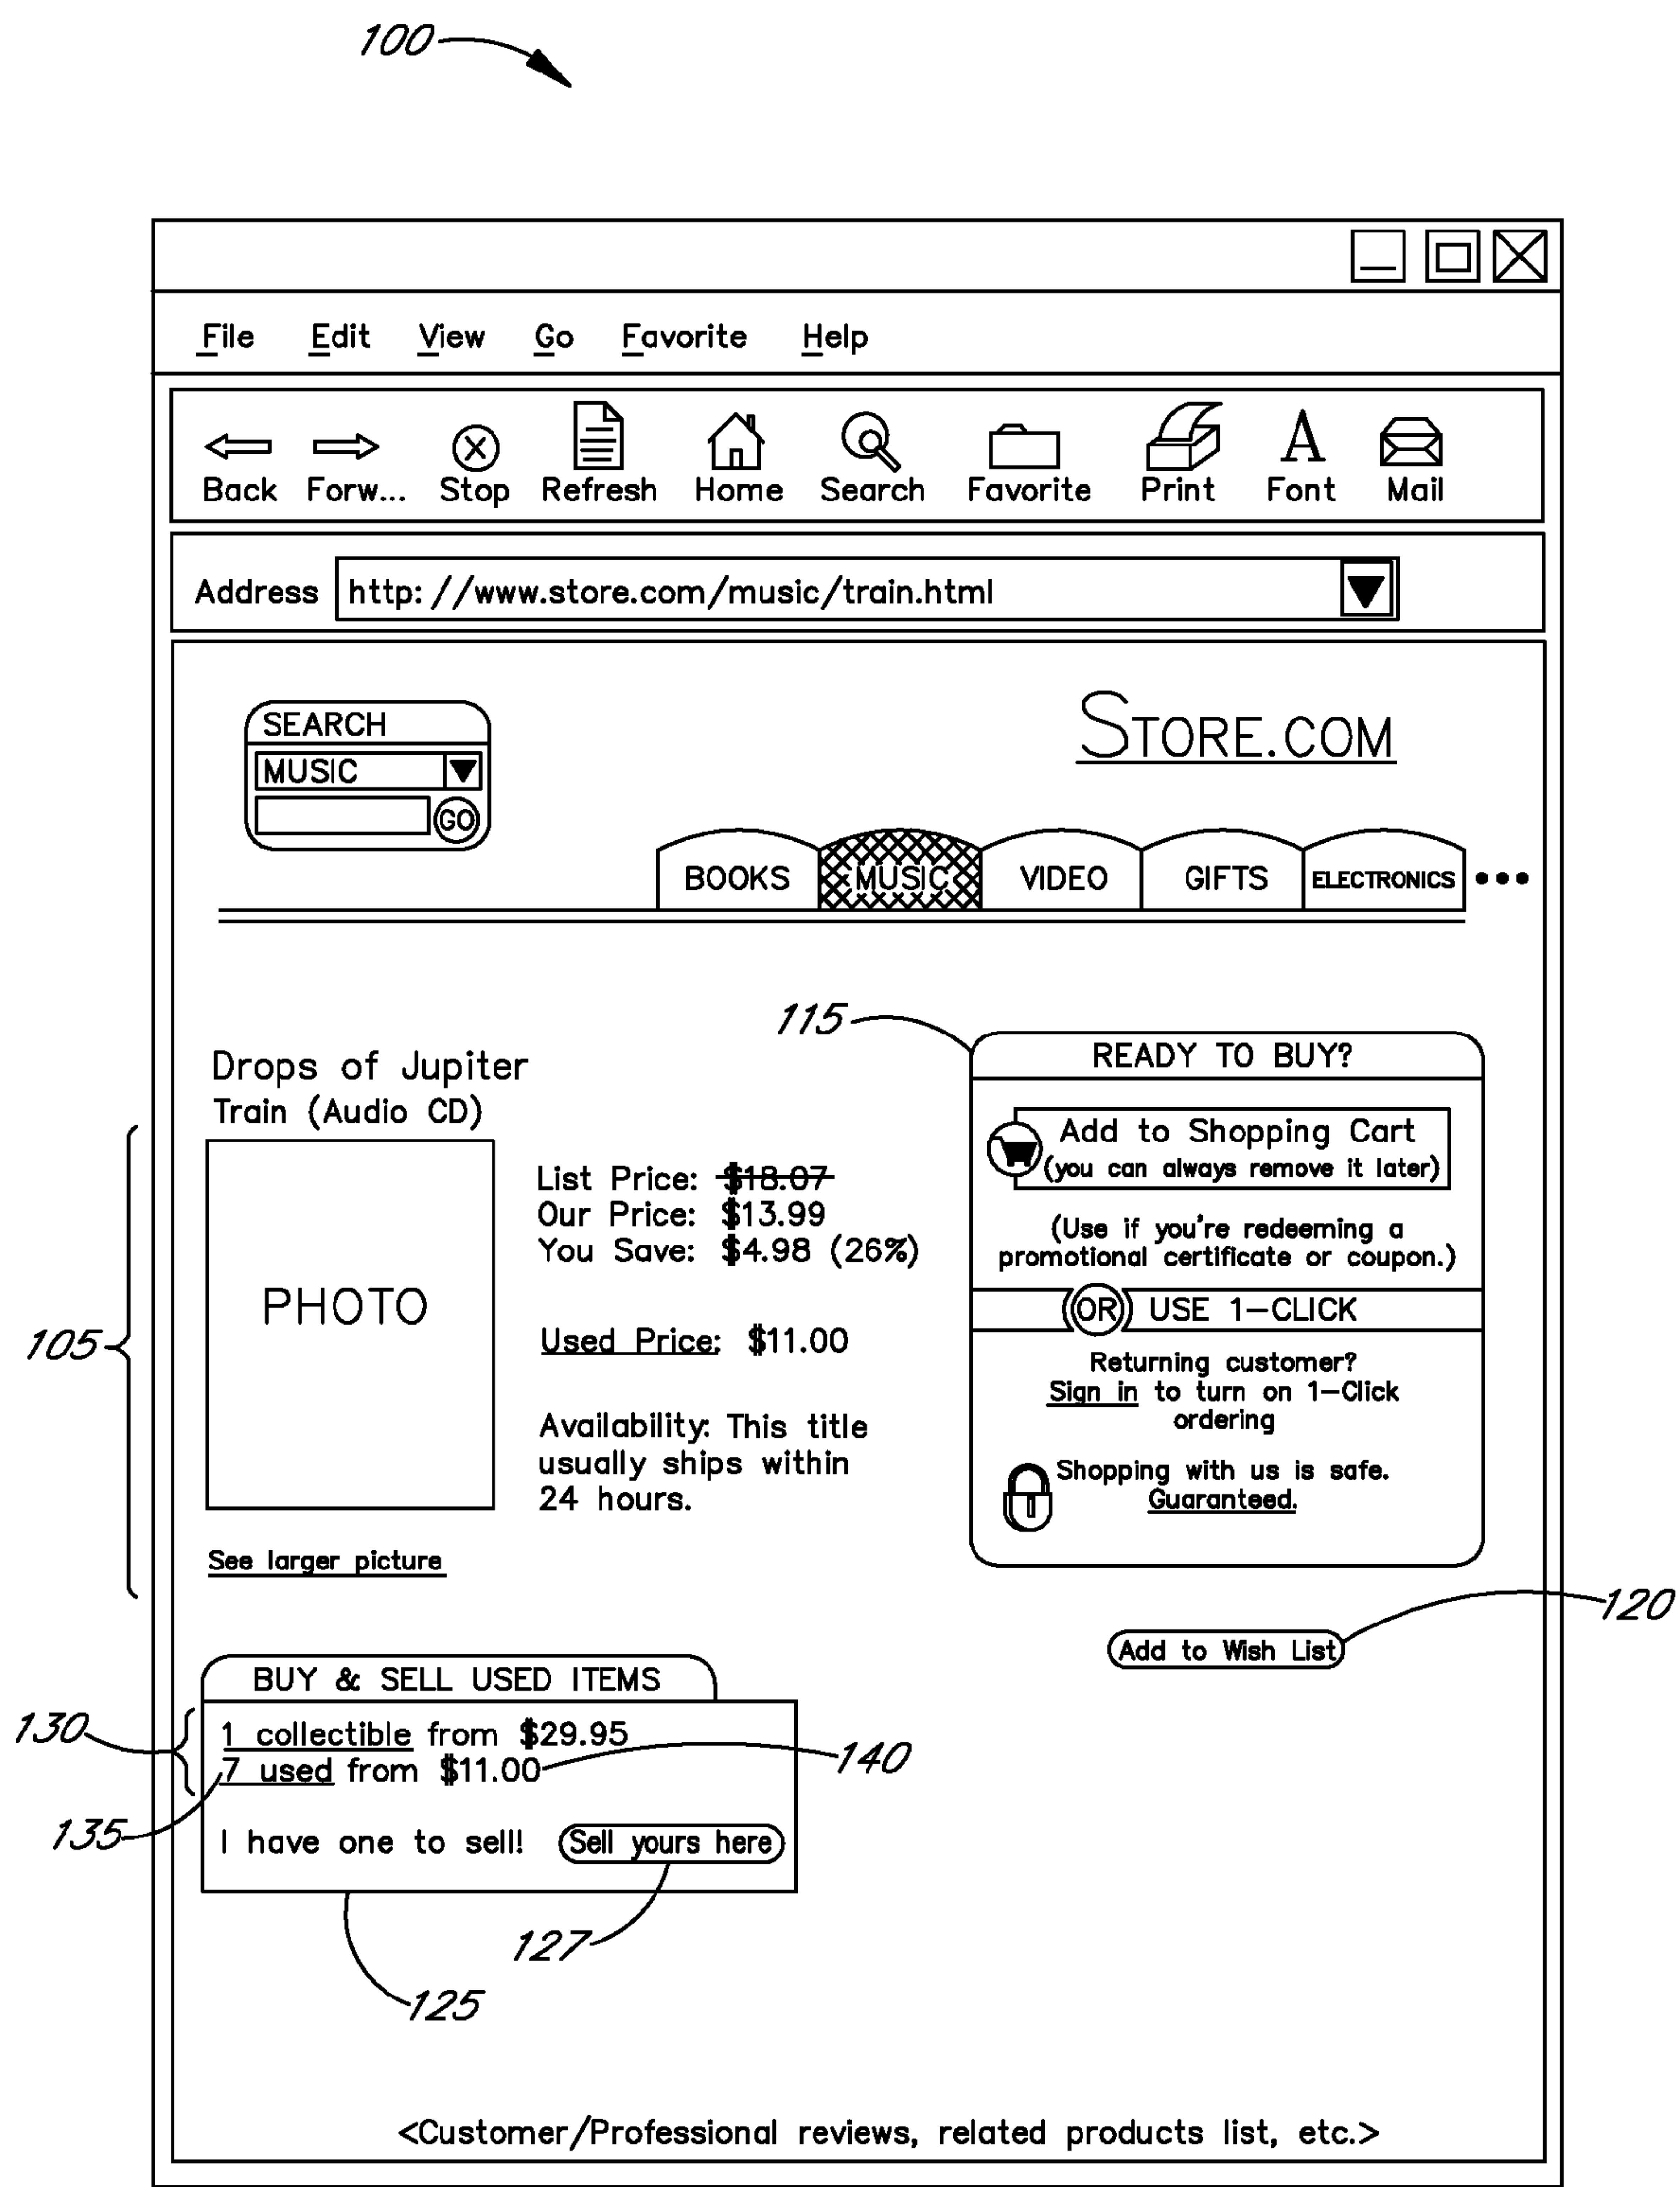 100
File Edit View Go Favorite Help
Back Forw... Stop Refresh Home Search Favorite Print Font Mail
Address http://www.store.com/music/train.html
SEARCH
MUSIC
GO
STORE.COM
BOOKS MUSIC VIDEO GIFTS ELECTRONICS •••
115
Drops of Jupiter
Train (Audio CD)
105
PHOTO
See larger picture
List Price: $18.07
Our Price: $13.99
You Save: $4.98 (26%)
Used Price: $11.00
Availability: This title
usually ships within
24 hours.
READY TO BUY?
Add to Shopping Cart
(you can always remove it later)
(Use if you're redeeming a
promotional certificate or coupon.)
OR USE 1-CLICK
Returning customer?
Sign in to turn on 1-Click
ordering
Shopping with us is safe.
Guaranteed.
120
Add to Wish List
BUY & SELL USED ITEMS
130
1 collectible from $29.95
7 used from $11.00
140
135
I have one to sell! Sell yours here
127
125
<Customer/Professional reviews, related products list, etc.>